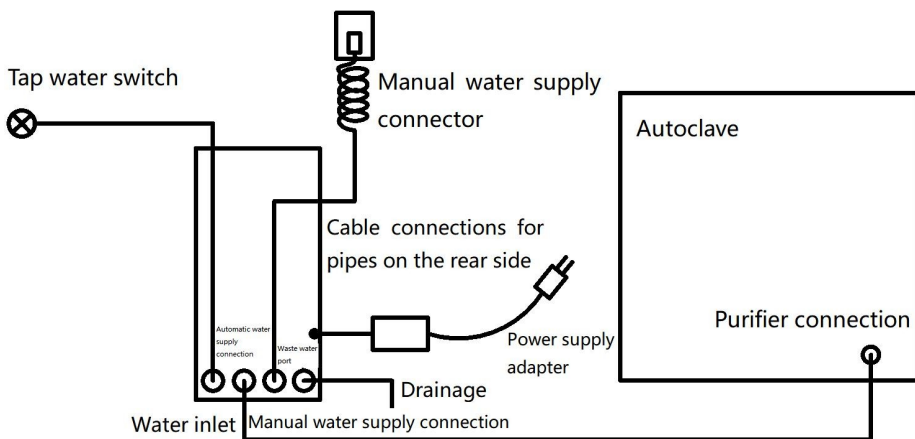 Tap water switch
Manual water supply
connector
Autoclave
Cable connections for
pipes on the rear side
Automatic water
supply
connection
Waste water
port
Power supply
adapter
Purifier connection
Drainage
Water inlet
Manual water supply connection